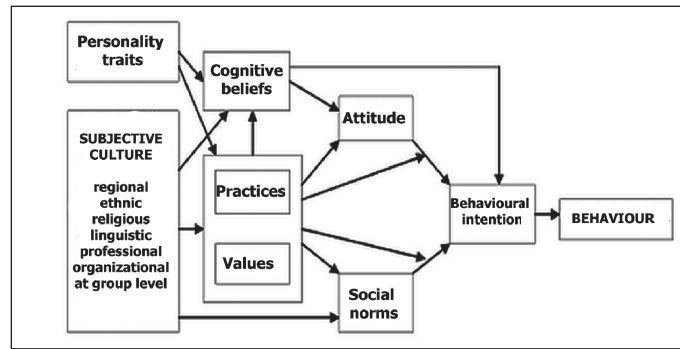 Personality
traits
Cognitive
beliefs
Attitude
SUBJECTIVE
CULTURE
regional
ethnic
religious
linguistic
professional
organizational
at group level
Practices
Values
Social
norms
Behavioural
intention
BEHAVIOUR